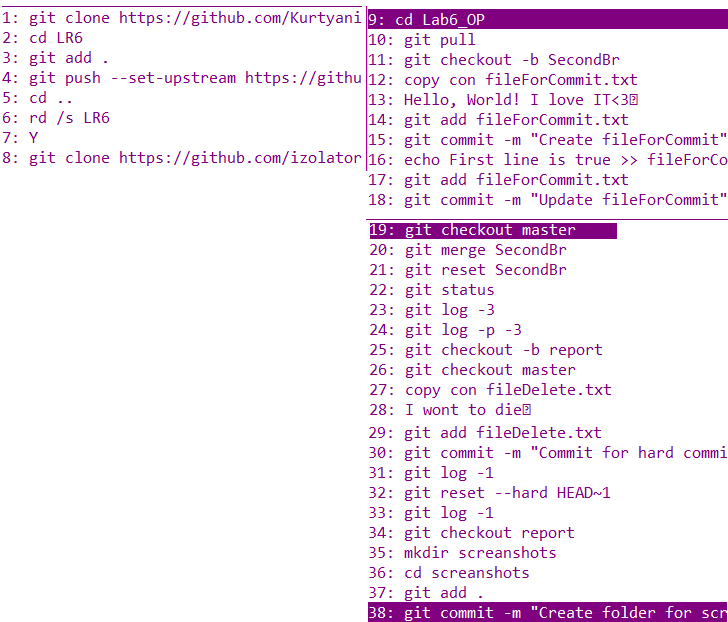 1: git clone https://github.com/Kurtyani
2: cd LR6
3: git add .
4: git push --set-upstream https://githu
5: cd ..
6: rd /s LR6
7: Y
8: git clone https://github.com/izolator
9: cd Lab6_OP
10: git pull
11: git checkout -b SecondBr
12: copy con fileForCommit.txt
13: Hello, World! I love IT<3
14: git add fileForCommit.txt
15: git commit -m "Create fileForCommit"
16: echo First line is true >> fileForCo
17: git add fileForCommit.txt
18: git commit -m "Update fileForCommit"
19: git checkout master
20: git merge SecondBr
21: git reset SecondBr
22: git status
23: git log -3
24: git log -p -3
25: git checkout -b report
26: git checkout master
27: copy con fileDelete.txt
28: I wont to die
29: git add fileDelete.txt
30: git commit -m "Commit for hard commi
31: git log -1
32: git reset --hard HEAD~1
33: git log -1
34: git checkout report
35: mkdir screanshots
36: cd screanshots
37: git add .
38: git commit -m "Create folder for scr